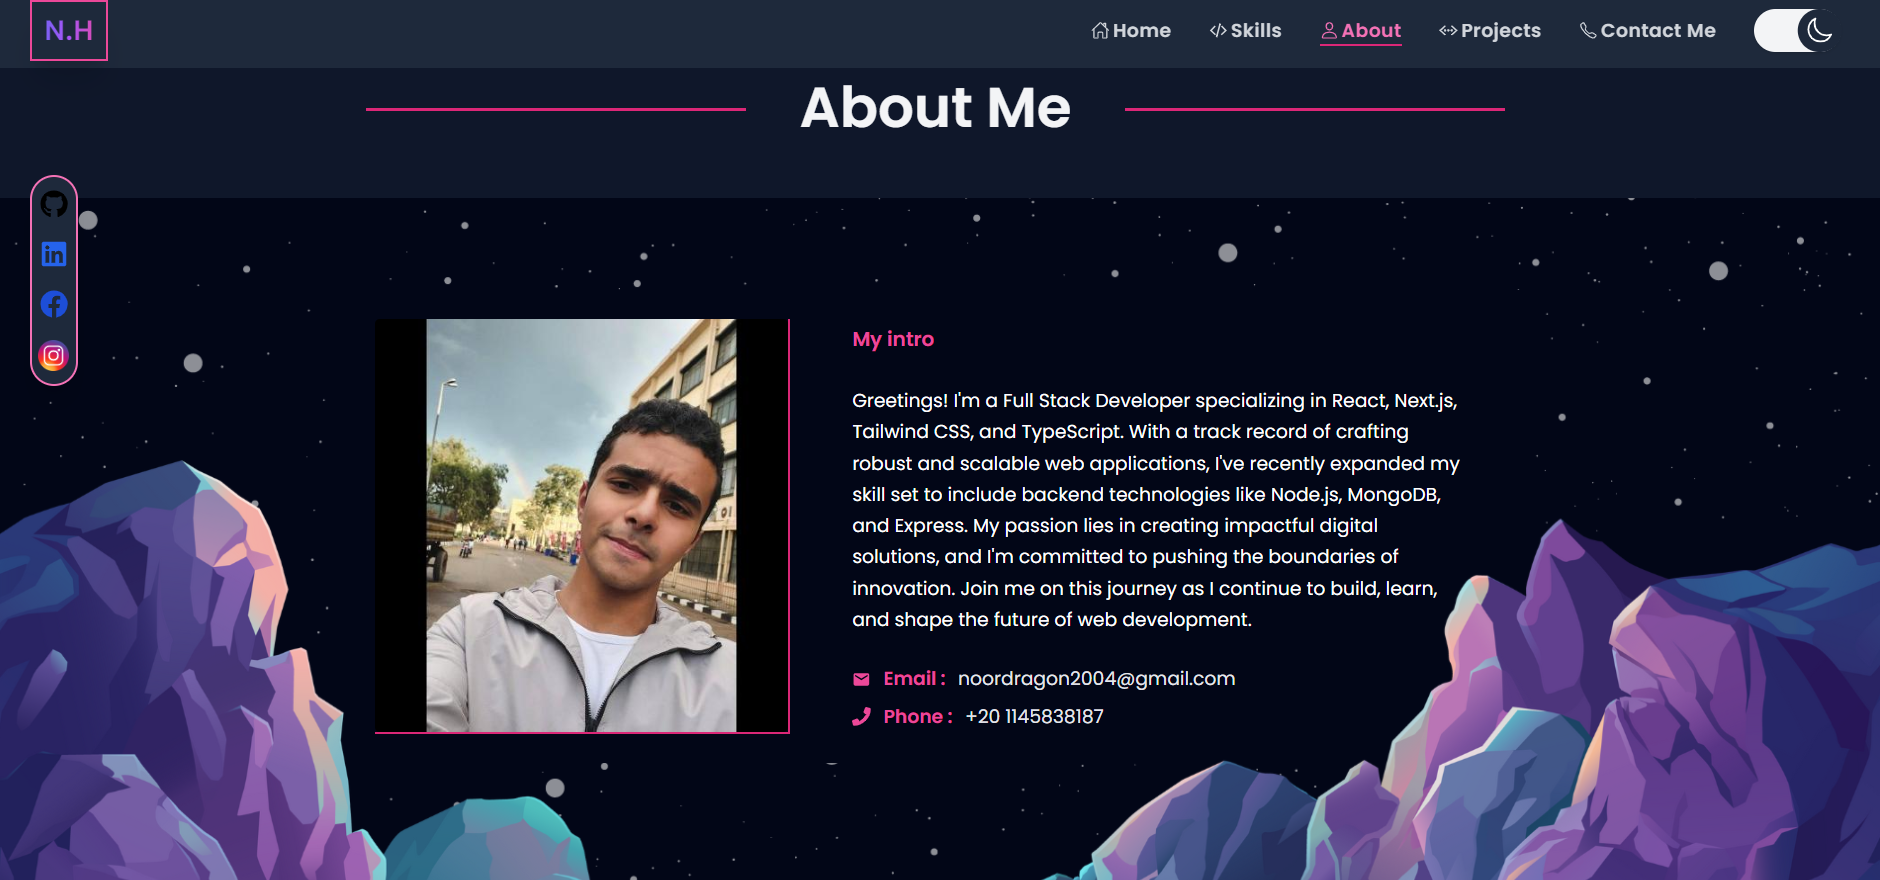 N.H
Home
Skills
About
Projects
Contact Me
About Me
in
My intro
Greetings! I'm a Full Stack Developer specializing in React, Next.js,
Tailwind CSS, and TypeScript. With a track record of crafting
robust and scalable web applications, I've recently expanded my
skill set to include backend technologies like Node.js, MongoDB,
and Express. My passion lies in creating impactful digital
solutions, and I'm committed to pushing the boundaries of
innovation. Join me on this journey as I continue to build, learn,
and shape the future of web development.
Email : noordragon2004@gmail.com
Phone : +20 1145838187